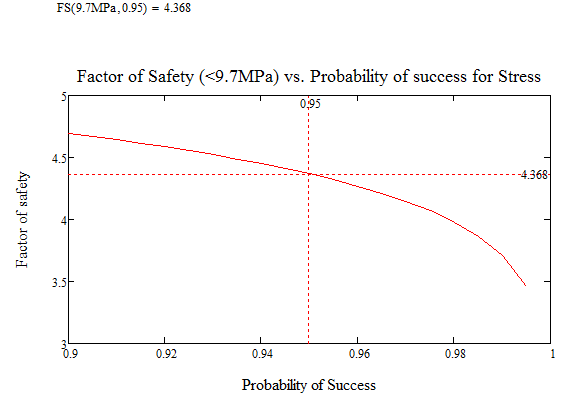 FS(9.7MPa, 0.95) = 4.368
Factor of Safety (<9.7MPa) vs. Probability of success for Stress
5
0.95
4.5
4.368
4
3.5
3
Factor of safety
0.9 0.92 0.94 0.96 0.98 1
Probability of Success